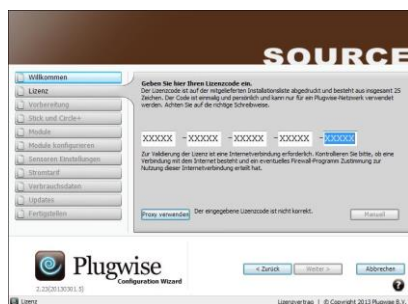 SOURCE
Willkommen
Lizenz
Vorbereitung
Stick und Circle+
Module
Module konfigurieren
Sensoren Einstellungen
Stromtarif
Verbrauchsdaten
Updates
Fertigstellen
Geben Sie hier Ihren Lizenzcode ein.
Der Lizenzcode ist auf der mitgelieferten Installationsliste abgedruckt und besteht aus insgesamt 25
Zeichen. Der Code ist einmalig und persönlich und kann nur für ein Plugwise-Netzwerk verwendet
werden. Achten Sie auf die richtige Schreibweise.
XXXXX - XXXXX - XXXXX - XXXXX - XXXXX
Zur Validierung der Lizenz ist eine Internetverbindung erforderlich. Kontrollieren Sie bitte, ob eine
Verbindung mit dem Internet besteht und ein eventuelles Firewall-Programm Zustimmung zur
Nutzung dieser Internetverbindung erteilt hat.
Proxy verwenden Der eingegebene Lizenzcode ist nicht korrekt. Manuell
Plugwise
Configuration Wizard
< Zurück Weiter > Abbrechen
2.23(20130301.5)
Lizenz Lizenzvertrag | © Copyright 2013 Plugwise B.V.